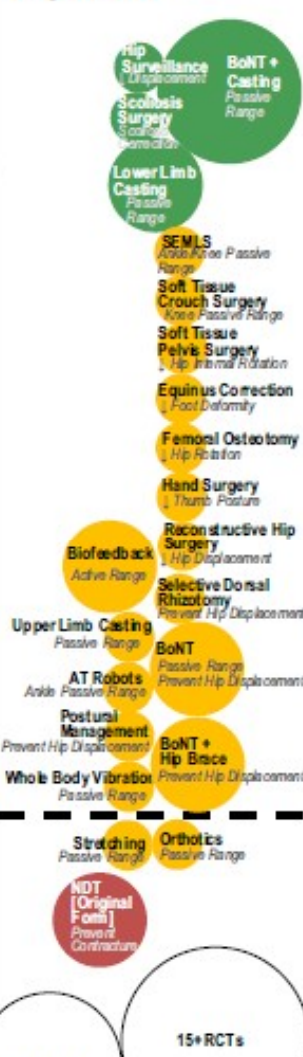 Hip
Surveillance
↓ Displacement
BoNT +
Casting
Passive
Range
Scoliosis
Surgery
Scoliosis
Correction
Lower Limb
Casting
Passive
Range
SEMLS
Ankle/Knee Passive
Range
Soft Tissue
Crouch Surgery
Knee Passive Range
Soft Tissue
Pelvis Surgery
↓ Hip Internal Rotation
Equinus Correction
↓ Foot Deformity
Femoral Osteotomy
↓ Hip Rotation
Hand Surgery
↓ Thumb Posture
Reconstructive Hip
Surgery
↓ Hip Displacement
Biofeedback
Active Range
Selective Dorsal
Rhizotomy
Prevent Hip Displacement
Upper Limb Casting
Passive Range
BoNT
Passive Range
Prevent Hip Displacement
AT Robots
Ankle Passive Range
Postural
Management
Prevent Hip Displacement
BoNT +
Hip Brace
Prevent Hip Displacement
Whole Body Vibration
Passive Range
Stretching
Passive Range
Orthotics
Passive Range
NDT
[Original
Form]
Prevent
Contracture
15+ RCTs